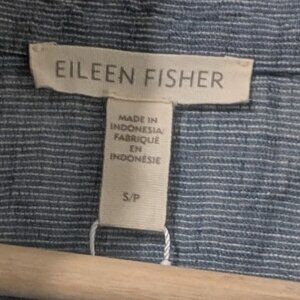 EILEEN FISHER
MADE IN
INDONESIA
FABRIQUÉ
EN
INDONÉSIE
S/P